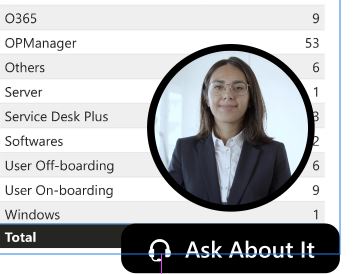 O365 9
OPManager 53
Others 6
Server 1
Service Desk Plus
Softwares 2
User Off-boarding 6
User On-boarding 9
Windows 1
Total
Ask About It